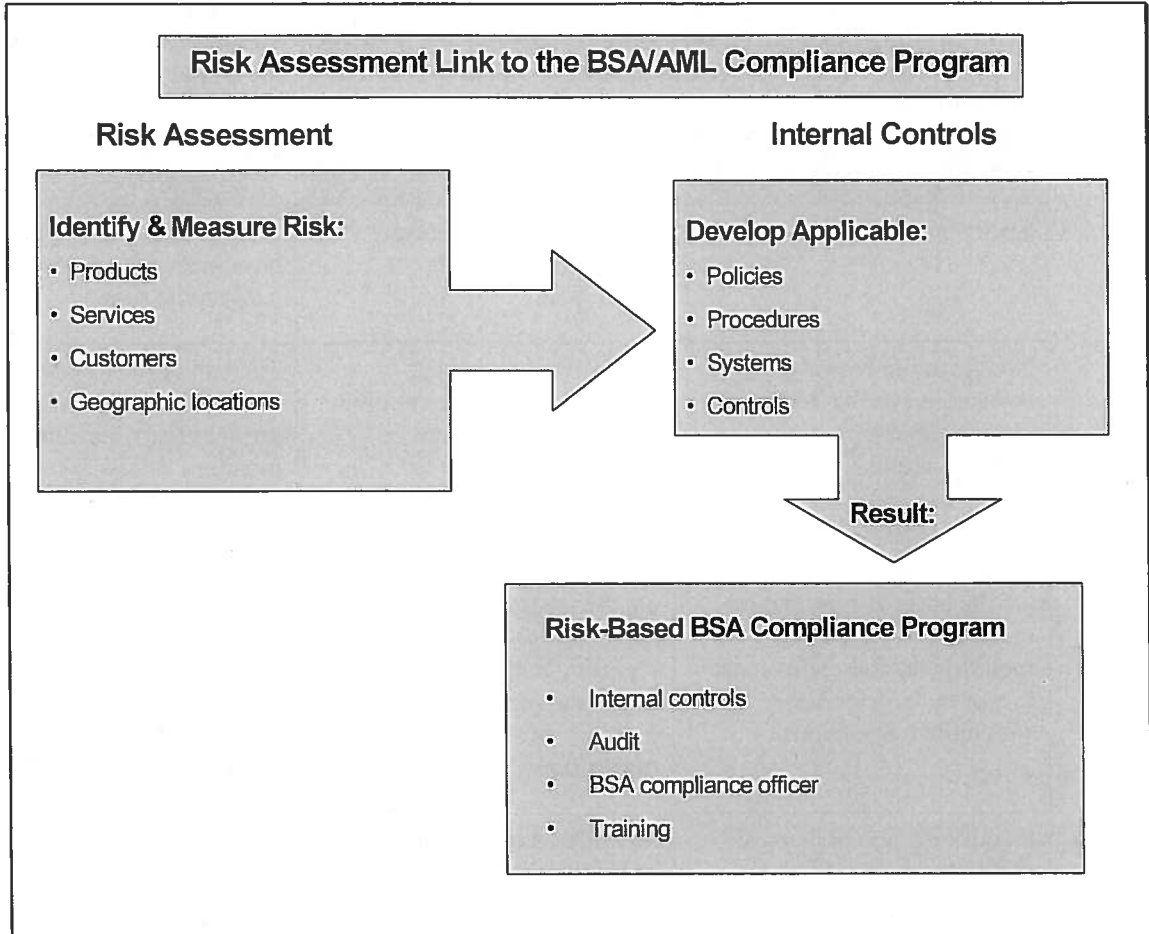 Risk Assessment Link to the BSA/AML Compliance Program
Risk Assessment
Identify & Measure Risk:
• Products
• Services
• Customers
• Geographic locations
Internal Controls
Develop Applicable:
• Policies
• Procedures
• Systems
• Controls
Result:
Risk-Based BSA Compliance Program
• Internal controls
• Audit
• BSA compliance officer
• Training